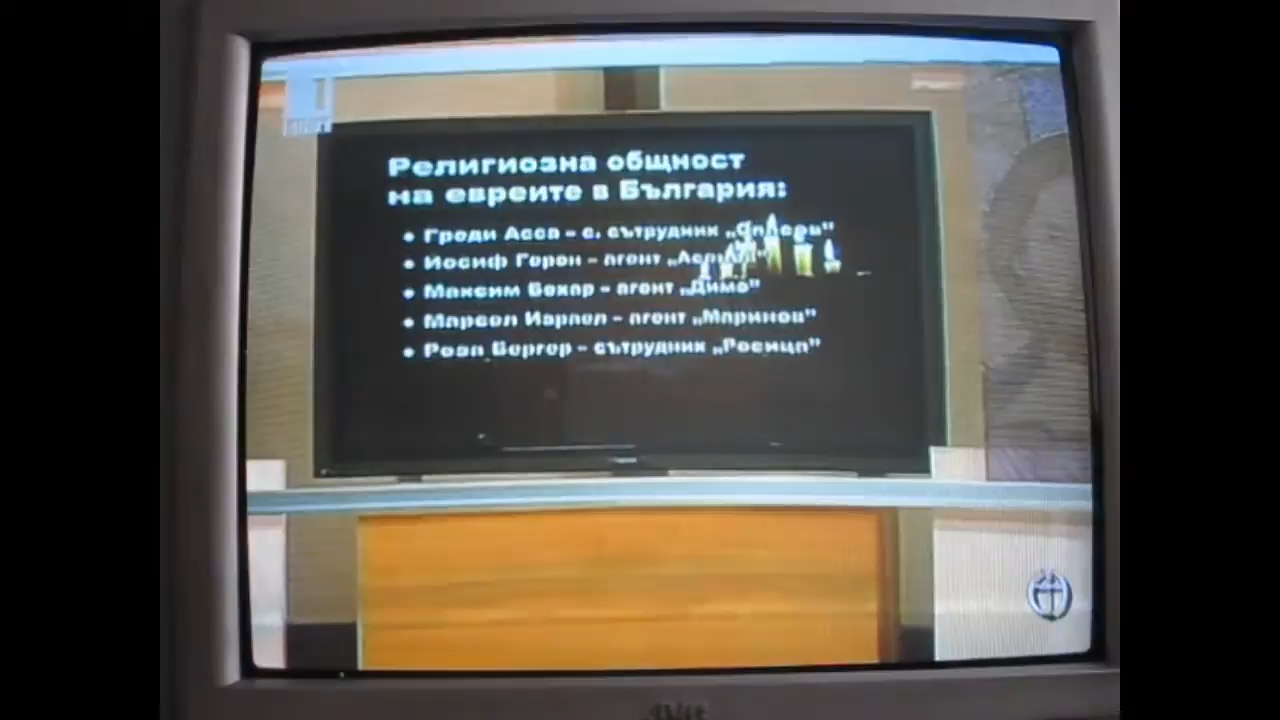 Религиозна общност
на евреите в България:
• Греди Асса – с. сътрудник
• Иосиф Герон – агент
• Максим Бехар – агент „Димо"
• Марсел Израел – агент „Маринов"
• Роза Бергер – сътрудник „Росица"